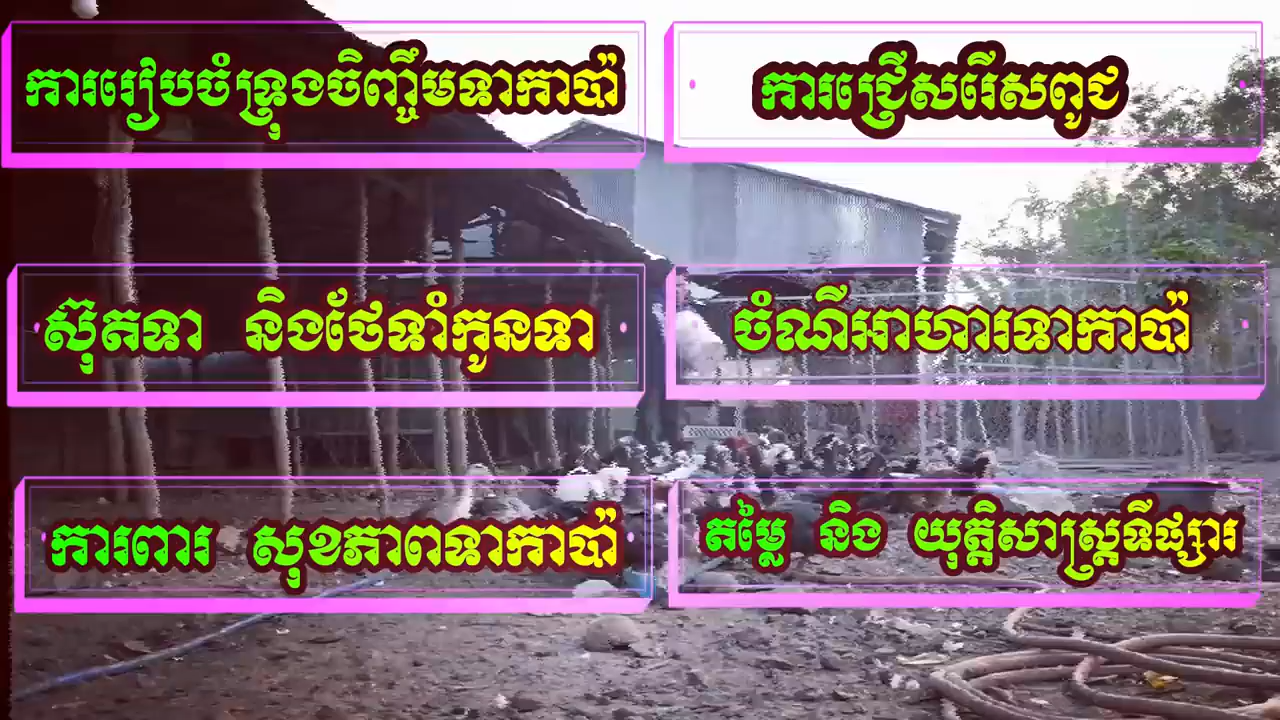 ការរៀបចំទ្រុងចិញ្ចឹមទាកាប៉ា
ការជ្រើសរើសពូជ
ស៊ុតទា និងថែទាំកូនទា
ចំណីអាហារទាកាប៉ា
ការពារ សុខភាពទាកាប៉ា
តម្លៃ និង យុត្តិសាស្ត្រទីផ្សារ